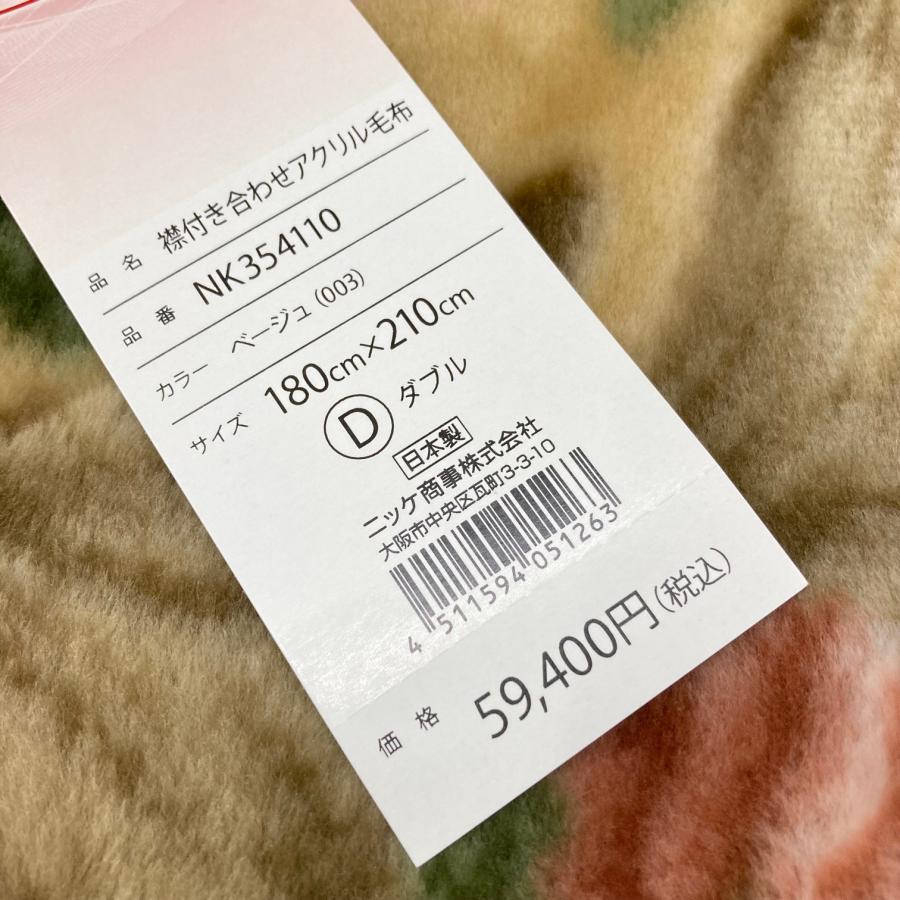 品名 襟付き合わせアクリル毛布
品番 NK354110
カラー ベージュ(003)
サイズ 180cm×210cm
D ダブル
日本製
ニッケ商事株式会社
大阪市中央区瓦町3-3-10
4 511594 051263
価格 59,400円(税込)